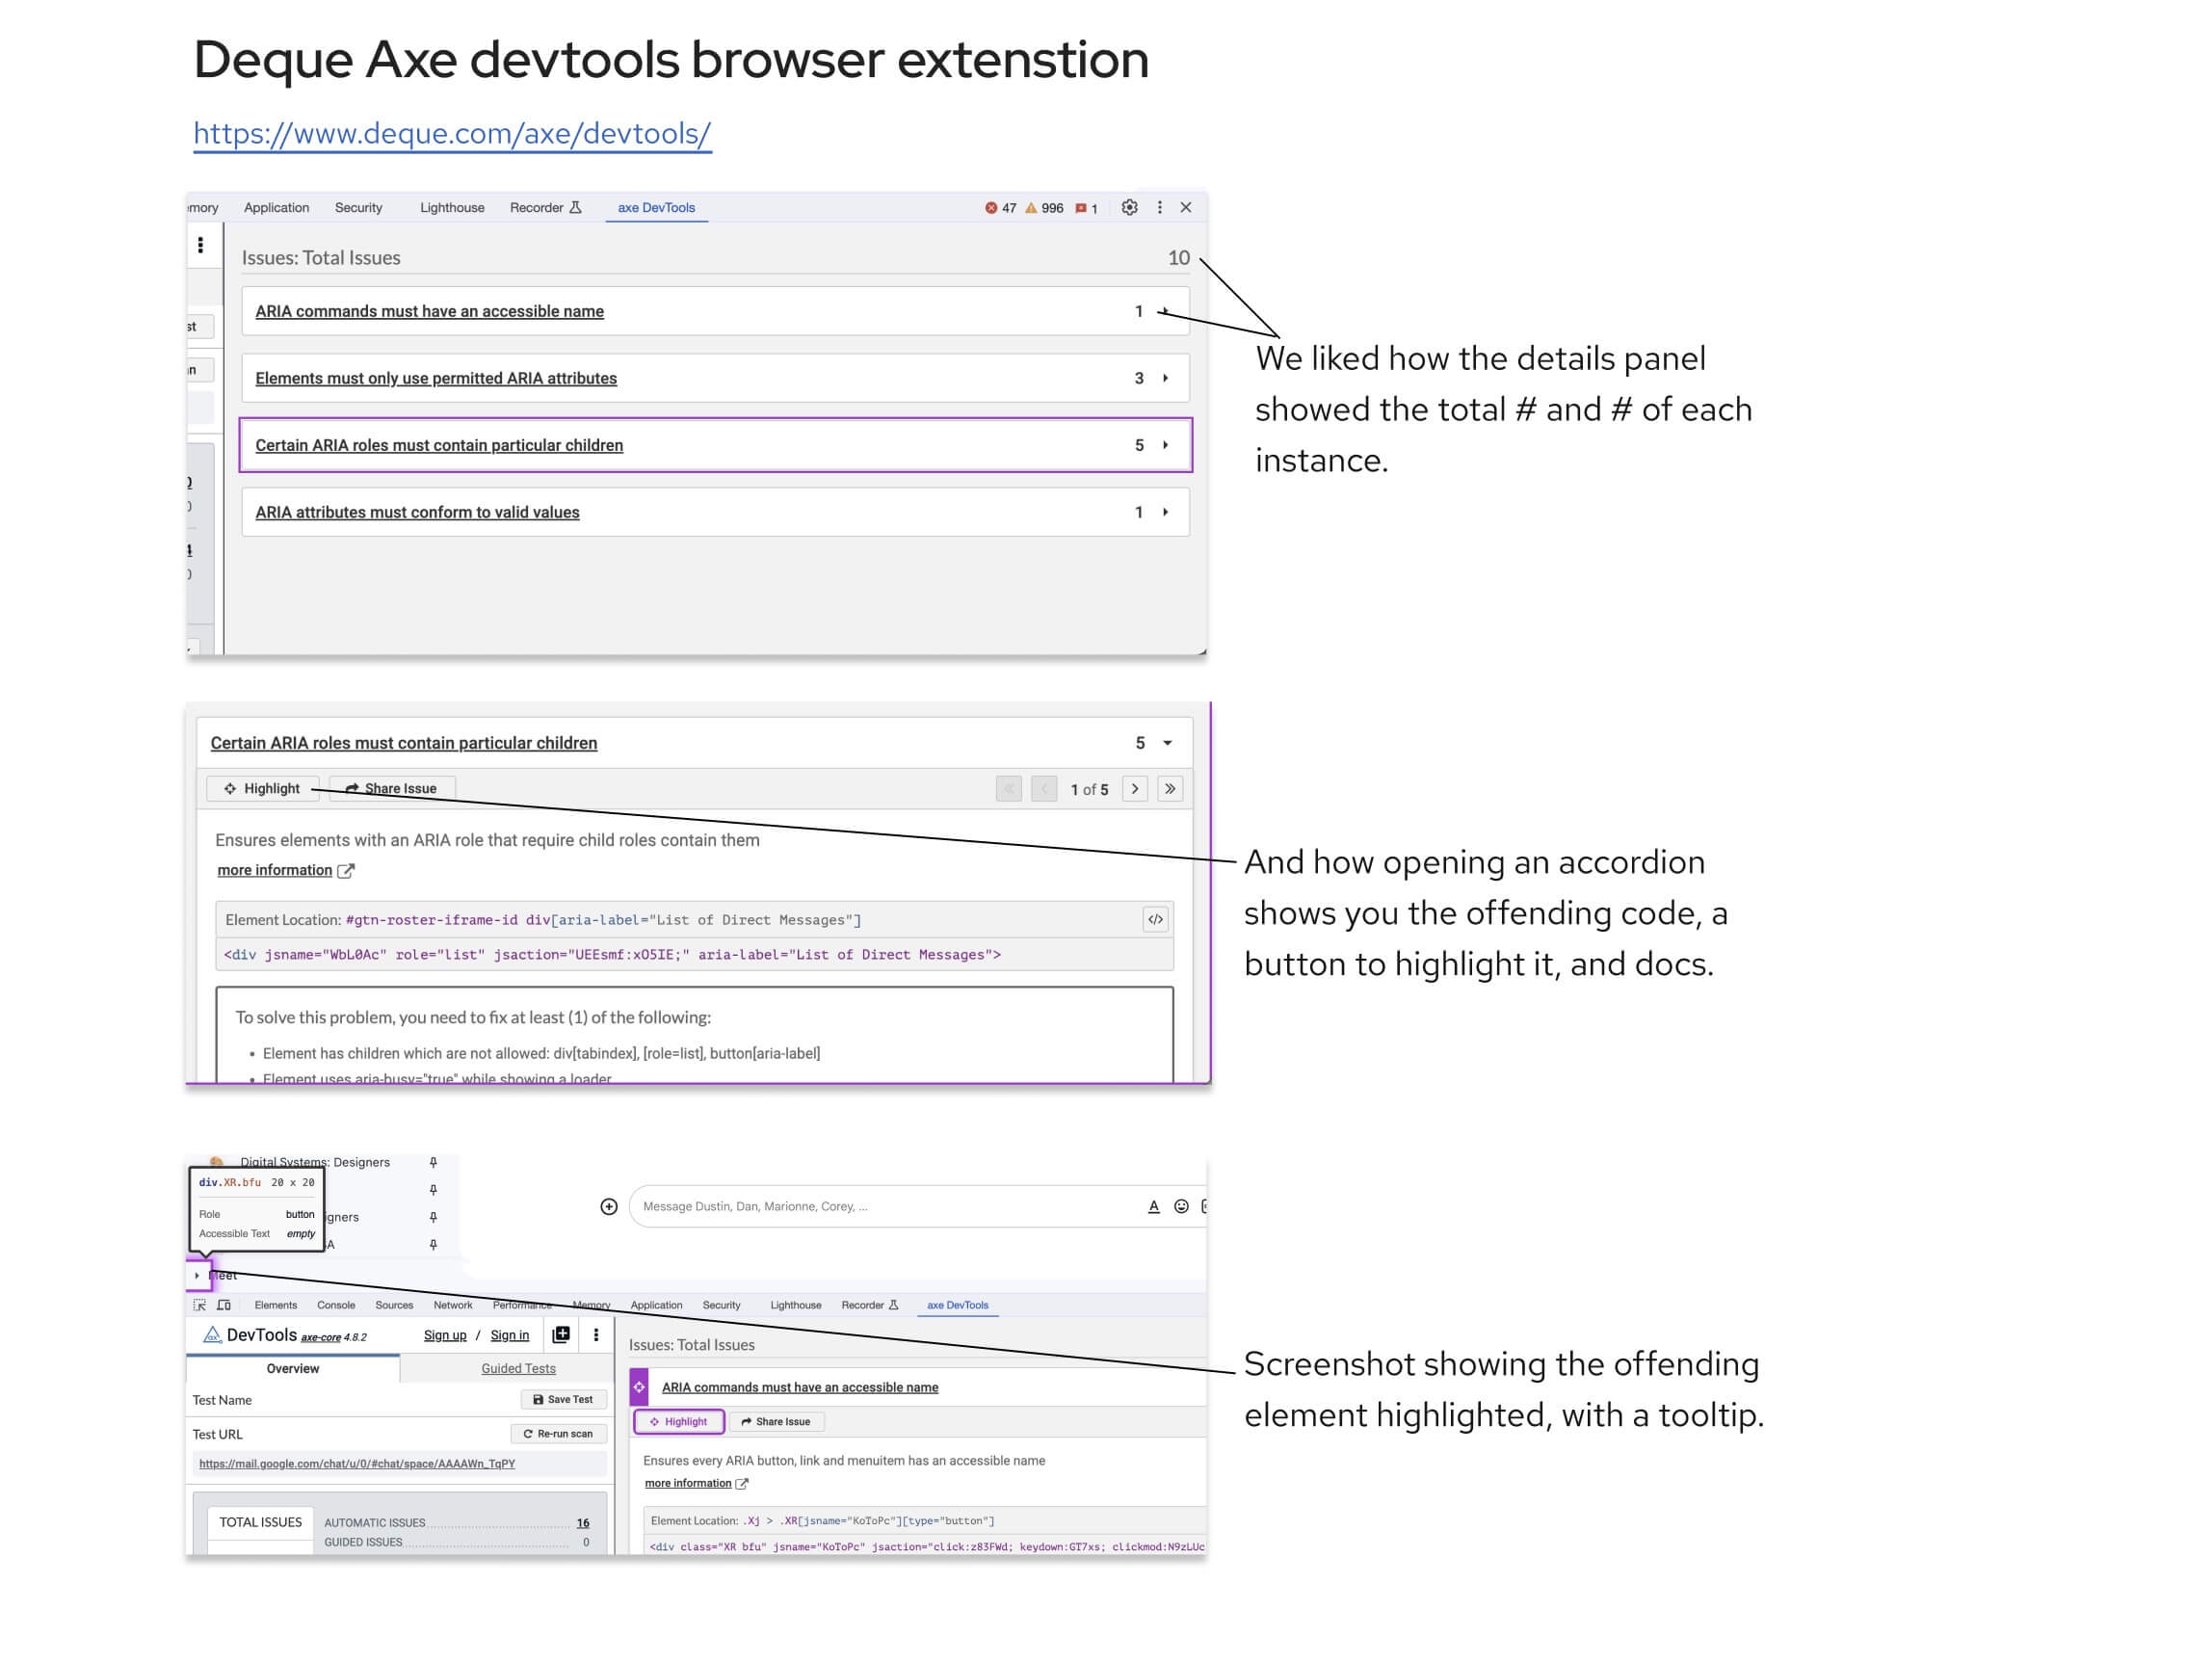 Deque Axe devtools browser extenstion
https://www.deque.com/axe/devtools/
Application Security Lighthouse Recorder axe DevTools 47 996 1
Issues: Total Issues 10
ARIA commands must have an accessible name 1
Elements must only use permitted ARIA attributes 3
Certain ARIA roles must contain particular children 5
ARIA attributes must conform to valid values 1
We liked how the details panel
showed the total # and # of each
instance.
Certain ARIA roles must contain particular children 5
Highlight Share Issue 1 of 5
Ensures elements with an ARIA role that require child roles contain them
more information
Element Location: #gtn-roster-iframe-id div[aria-label="List of Direct Messages"] </>
<div jsname="WbL0Ac" role="list" jsaction="UEEsmf:xO5IE;" aria-label="List of Direct Messages">
To solve this problem, you need to fix at least (1) of the following:
• Element has children which are not allowed: div[tabindex], [role=list], button[aria-label]
• Element uses aria-busy="true" while showing a loader
And how opening an accordion
shows you the offending code, a
button to highlight it, and docs.
Digital Systems: Designers
div.XR.bfu 20 x 20
Role button
Accessible Text empty
Message Dustin, Dan, Marionne, Corey, ...
Meet
Elements Console Sources Network Performance Memory Application Security Lighthouse Recorder axe DevTools
DevTools axe-core 4.8.2 Sign up / Sign in
Overview Guided Tests
Test Name Save Test
Test URL Re-run scan
https://mail.google.com/chat/u/0/#chat/space/AAAAWn_TqPY
TOTAL ISSUES AUTOMATIC ISSUES 16
GUIDED ISSUES 0
Issues: Total Issues
ARIA commands must have an accessible name
Highlight Share Issue
Ensures every ARIA button, link and menuitem has an accessible name
more information
Element Location: .Xj > .XR[jsname="KoToPc"][type="button"]
<div class="XR bfu" jsname="KoToPc" jsaction="click:z83FWd; keydown:GT7xs; clickmod:N9zLUc
Screenshot showing the offending
element highlighted, with a tooltip.